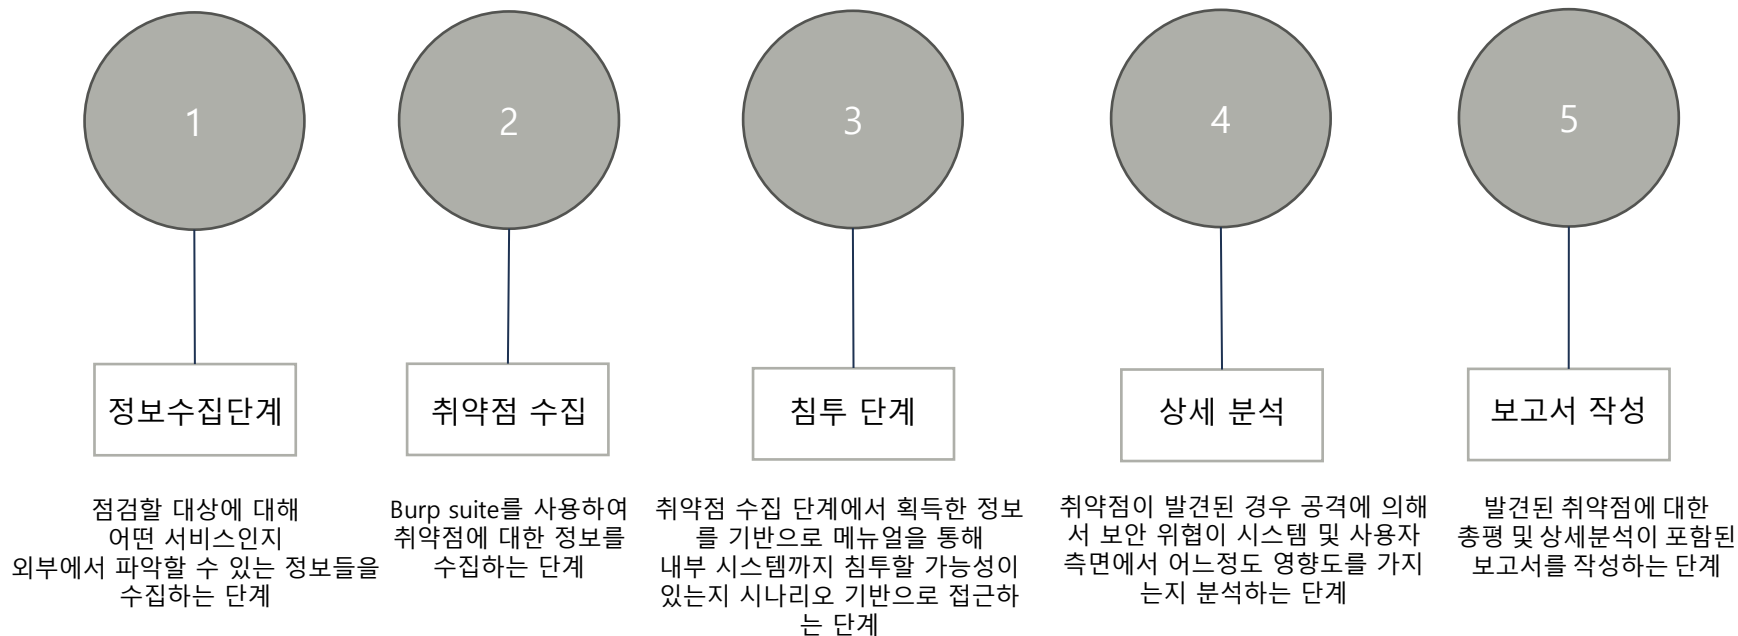 1
2
3
4
5
정보수집단계
취약점 수집
침투 단계
상세 분석
보고서 작성
점검할 대상에 대해
어떤 서비스인지
외부에서 파악할 수 있는 정보들을
수집하는 단계
Burp suite를 사용하여
취약점에 대한 정보를
수집하는 단계
취약점 수집 단계에서 획득한 정보
를 기반으로 메뉴얼을 통해
내부 시스템까지 침투할 가능성이
있는지 시나리오 기반으로 접근하
는 단계
취약점이 발견된 경우 공격에 의해
서 보안 위협이 시스템 및 사용자
측면에서 어느정도 영향도를 가지
는지 분석하는 단계
발견된 취약점에 대한
총평 및 상세분석이 포함된
보고서를 작성하는 단계